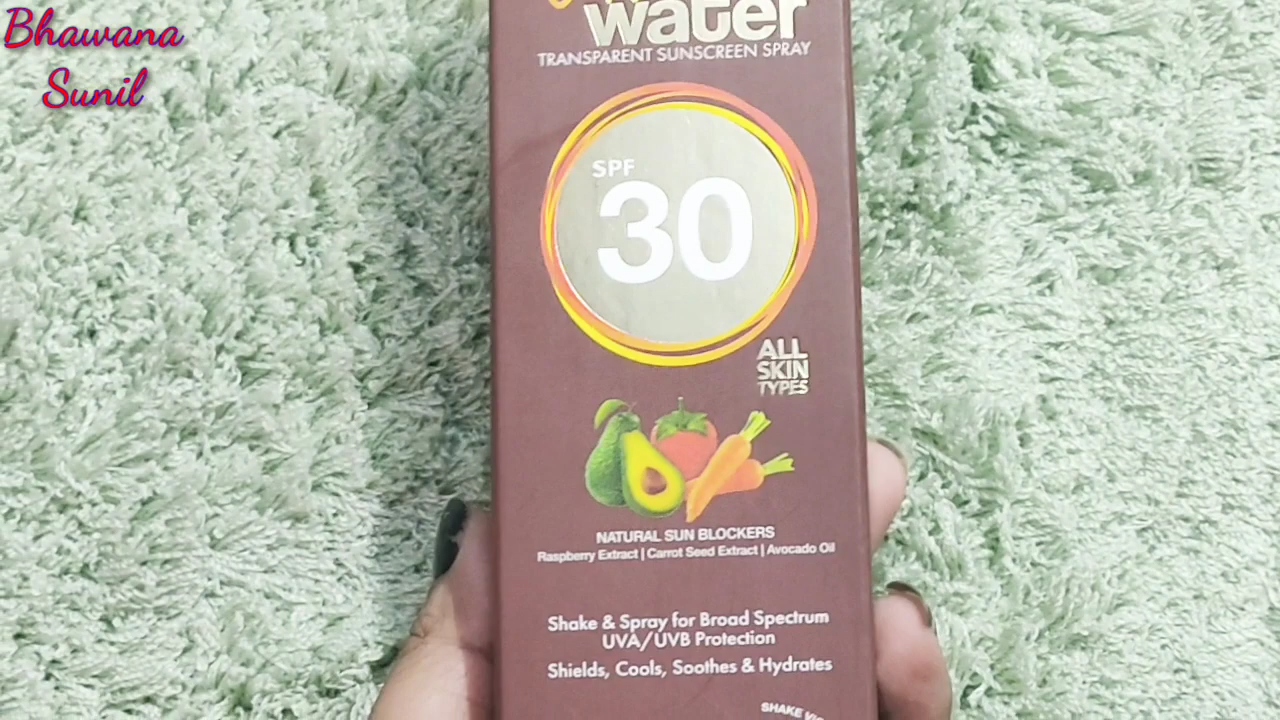 Bhawana
Sunil
water
TRANSPARENT SUNSCREEN SPRAY
SPF
30
ALL
SKIN
TYPES
NATURAL SUN BLOCKERS
Raspberry Extract | Carrot Seed Extract | Avocado Oil
Shake & Spray for Broad Spectrum
UVA/UVB Protection
Shields, Cools, Soothes & Hydrates
SHAKE